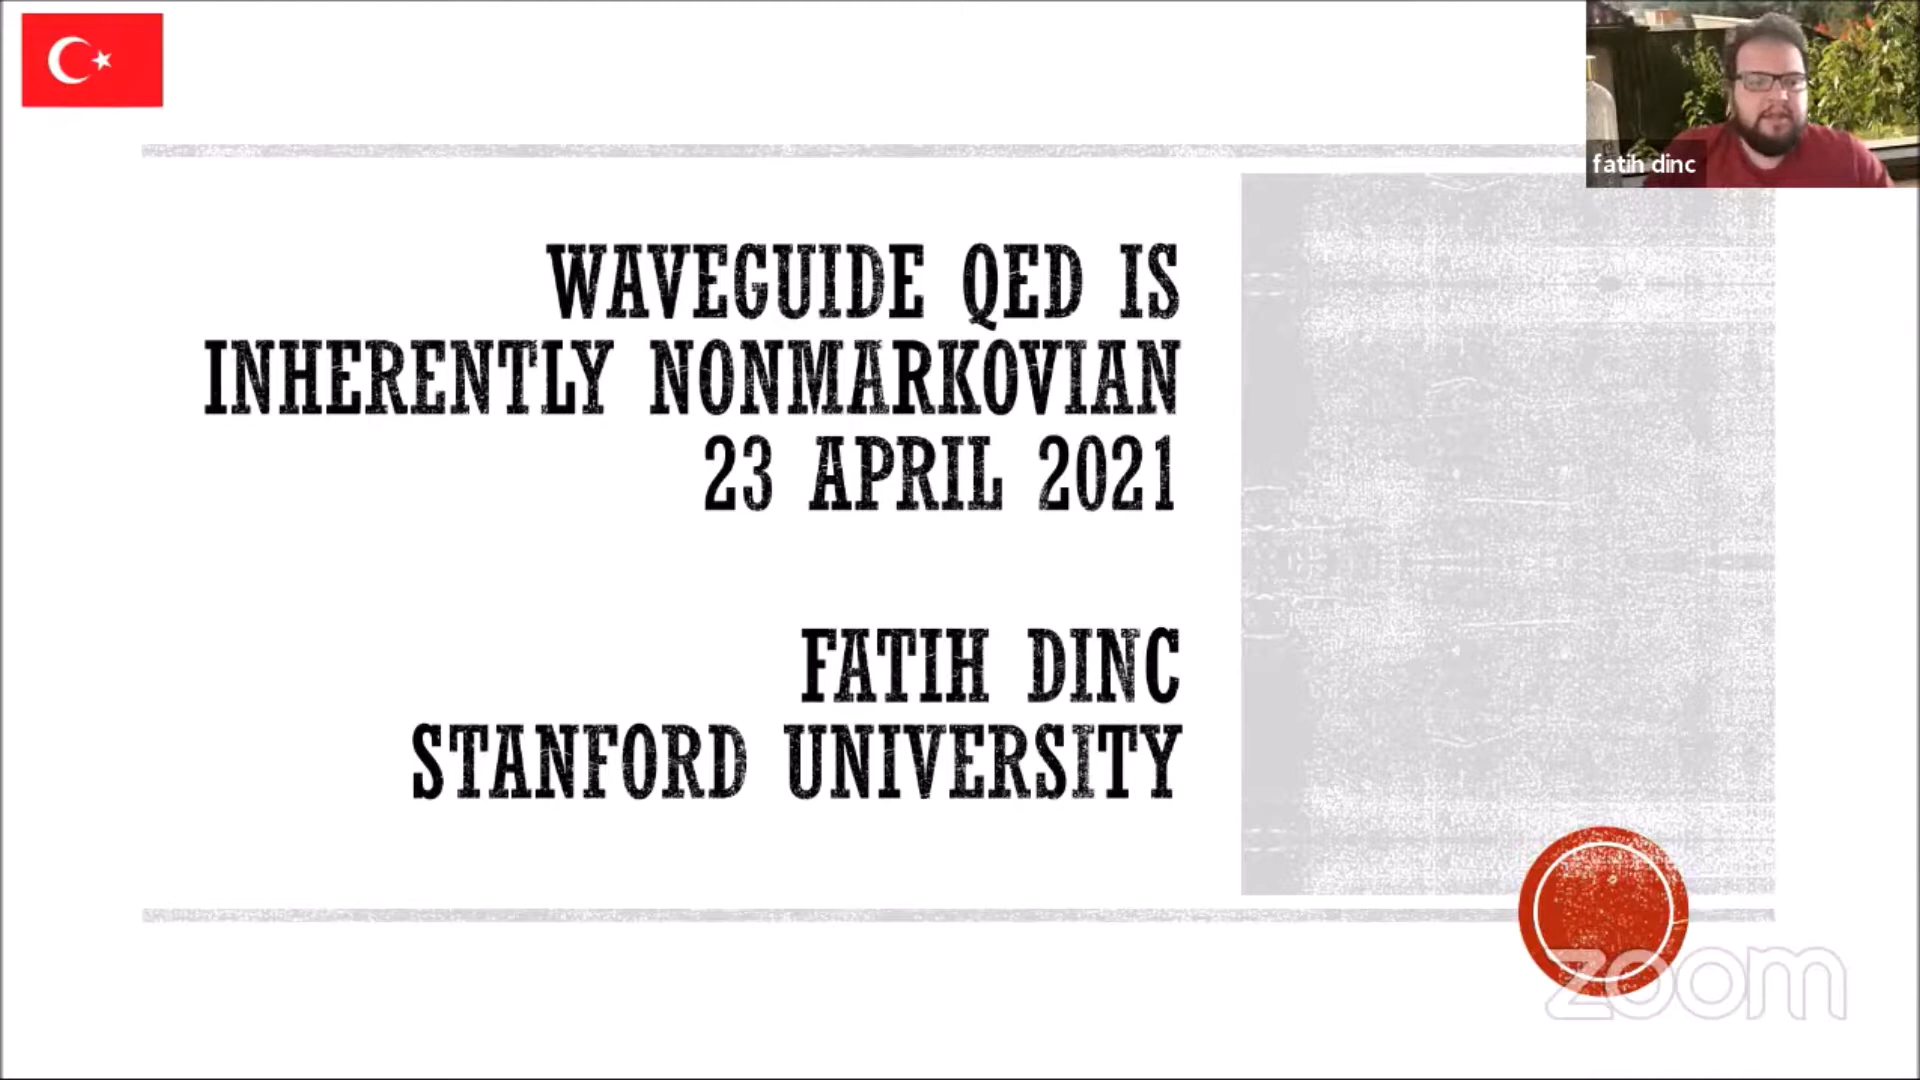 fatih dinc
WAVEGUIDE QED IS
INHERENTLY NONMARKOVIAN
23 APRIL 2021
FATIH DINC
STANFORD UNIVERSITY
zoom